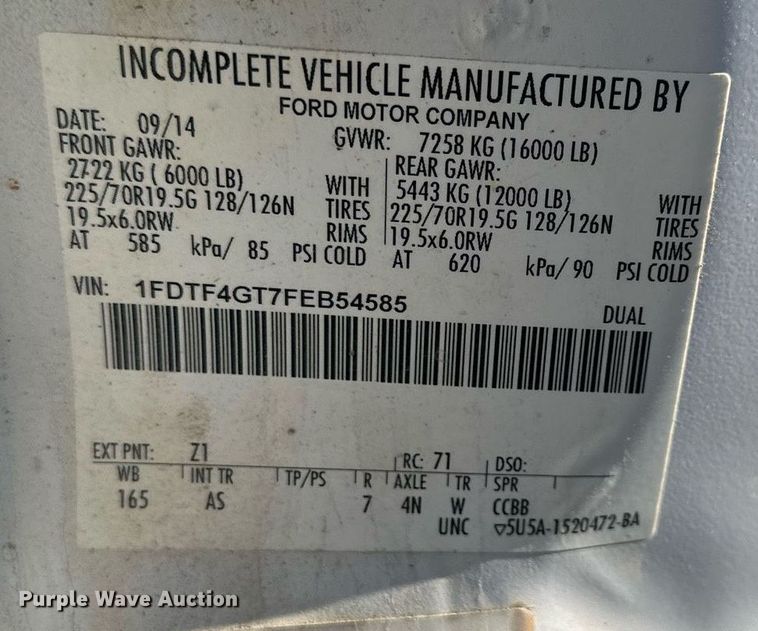 INCOMPLETE VEHICLE MANUFACTURED BY
FORD MOTOR COMPANY
DATE: 09/14 GVWR: 7258 KG (16000 LB)
FRONT GAWR: REAR GAWR:
2722 KG ( 6000 LB) WITH 5443 KG (12000 LB) WITH
225/70R19.5G 128/126N TIRES 225/70R19.5G 128/126N TIRES
19.5x6.0RW RIMS 19.5x6.0RW RIMS
AT 585 kPa/ 85 PSI COLD AT 620 kPa/ 90 PSI COLD
VIN: 1FDTF4GT7FEB54585 DUAL
EXT PNT: Z1 RC: 71 DSO:
WB INT TR TP/PS R AXLE TR SPR
165 AS 7 4N W CCBB
UNC ▽5U5A-1520472-BA
Purple Wave Auction